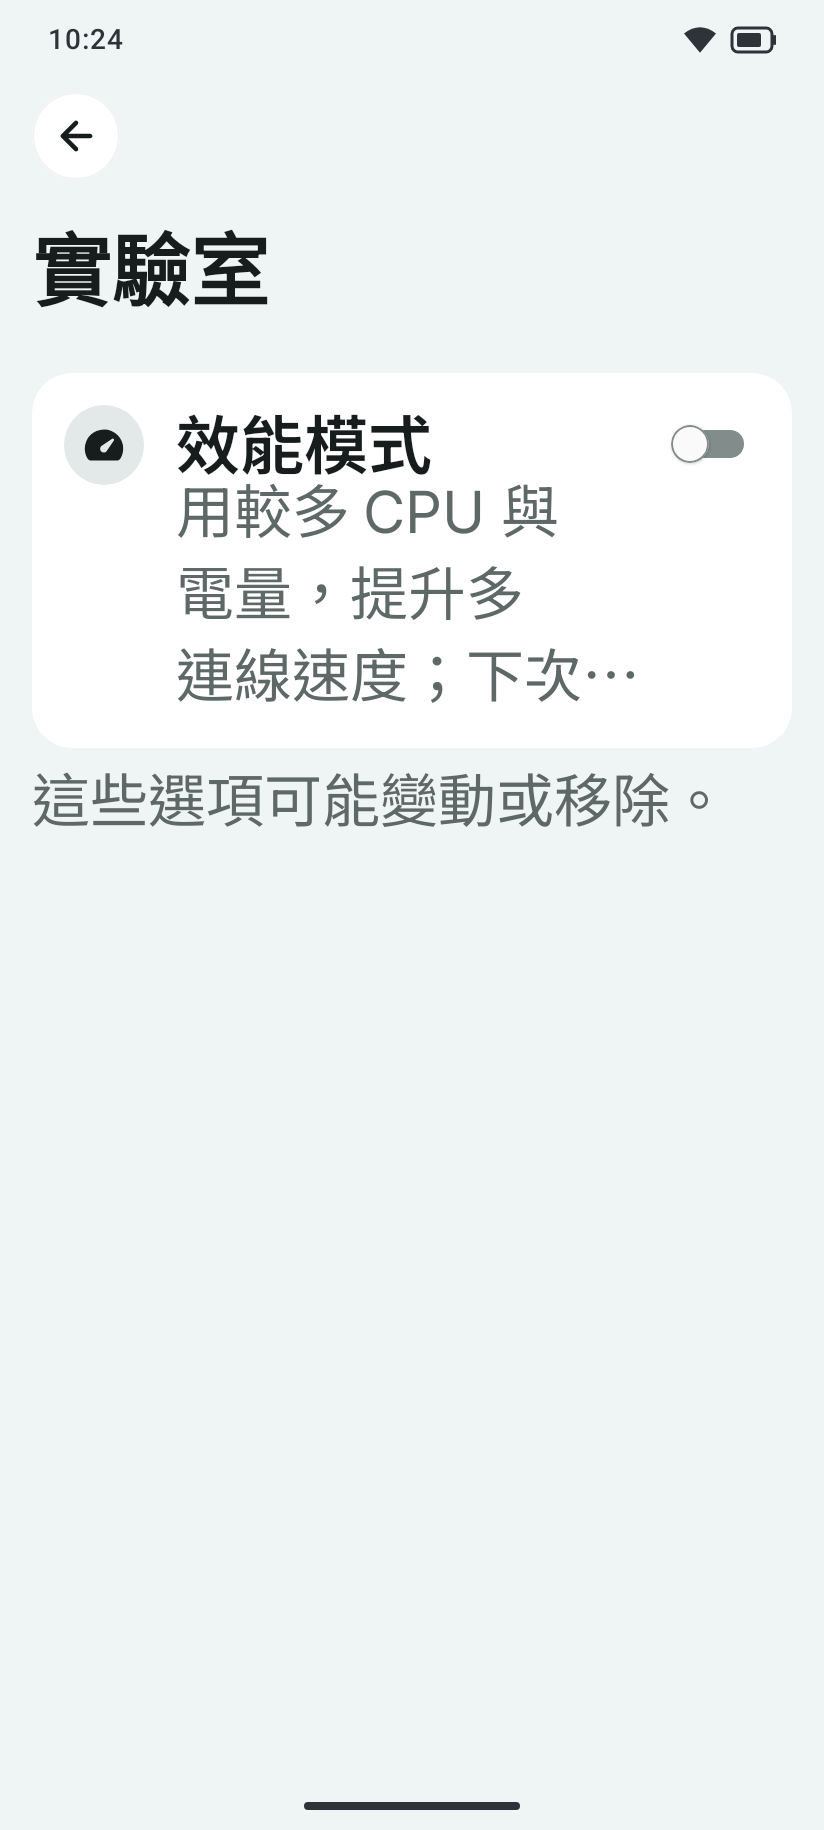 10:24
實驗室
效能模式
用較多 CPU 與
電量，提升多
連線速度；下次…
這些選項可能變動或移除。